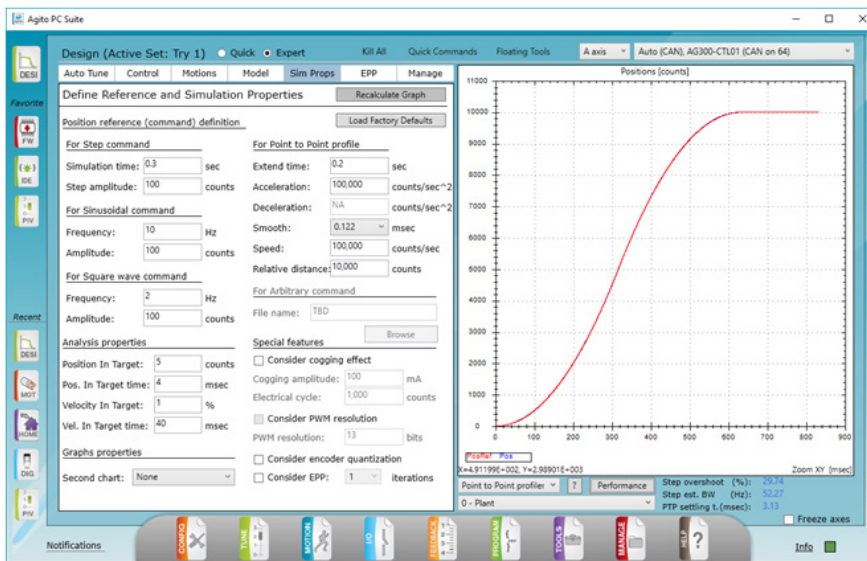 Agito PC Suite
Design (Active Set: Try 1) Quick Expert Kill All Quick Commands Floating Tools A axis Auto (CAN), AG300-CTL01 (CAN on 64)
Auto Tune Control Motions Model Sim Props EPP Manage
Define Reference and Simulation Properties Recalculate Graph
Position reference (command) definition Load Factory Defaults
For Step command
Simulation time: 0.3 sec
Step amplitude: 100 counts
For Sinusoidal command
Frequency: 10 Hz
Amplitude: 100 counts
For Square wave command
Frequency: 2 Hz
Amplitude: 100 counts
Analysis properties
Position In Target: 5 counts
Pos. In Target time: 4 msec
Velocity In Target: 1 %
Vel. In Target time: 40 msec
Graphs properties
Second chart: None
For Point to Point profile
Extend time: 0.2 sec
Acceleration: 100,000 counts/sec^2
Deceleration: NA counts/sec^2
Smooth: 0.122 msec
Speed: 100,000 counts/sec
Relative distance: 10,000 counts
For Arbitrary command
File name: TBD
Browse
Special features
Consider cogging effect
Cogging amplitude: 100 mA
Electrical cycle: 1,000 counts
Consider PWM resolution
PWM resolution: 13 bits
Consider encoder quantization
Consider EPP: 1 iterations
Positions [counts]
11000
10000
9000
8000
7000
6000
5000
4000
3000
2000
1000
0
0 100 200 300 400 500 600 700 800 900
PosRef Pos
X=4.91199E+002, Y=2.98901E+003 Zoom XY [msec]
Point to Point profiler ? Performance
0 - Plant
Step overshoot (%): 29.74
Step est. BW (Hz): 52.27
PTP settling t.(msec): 3.13
Freeze axes
Favorite
DESI
FW
IDE
PIV
Recent
DESI
MOT
HOME
DIG
PIV
Notifications
CONFIG
TUNE
MOTION
I/O
FEEDBACK
PROGRAM
TOOLS
MANAGE
HELP
?
Info